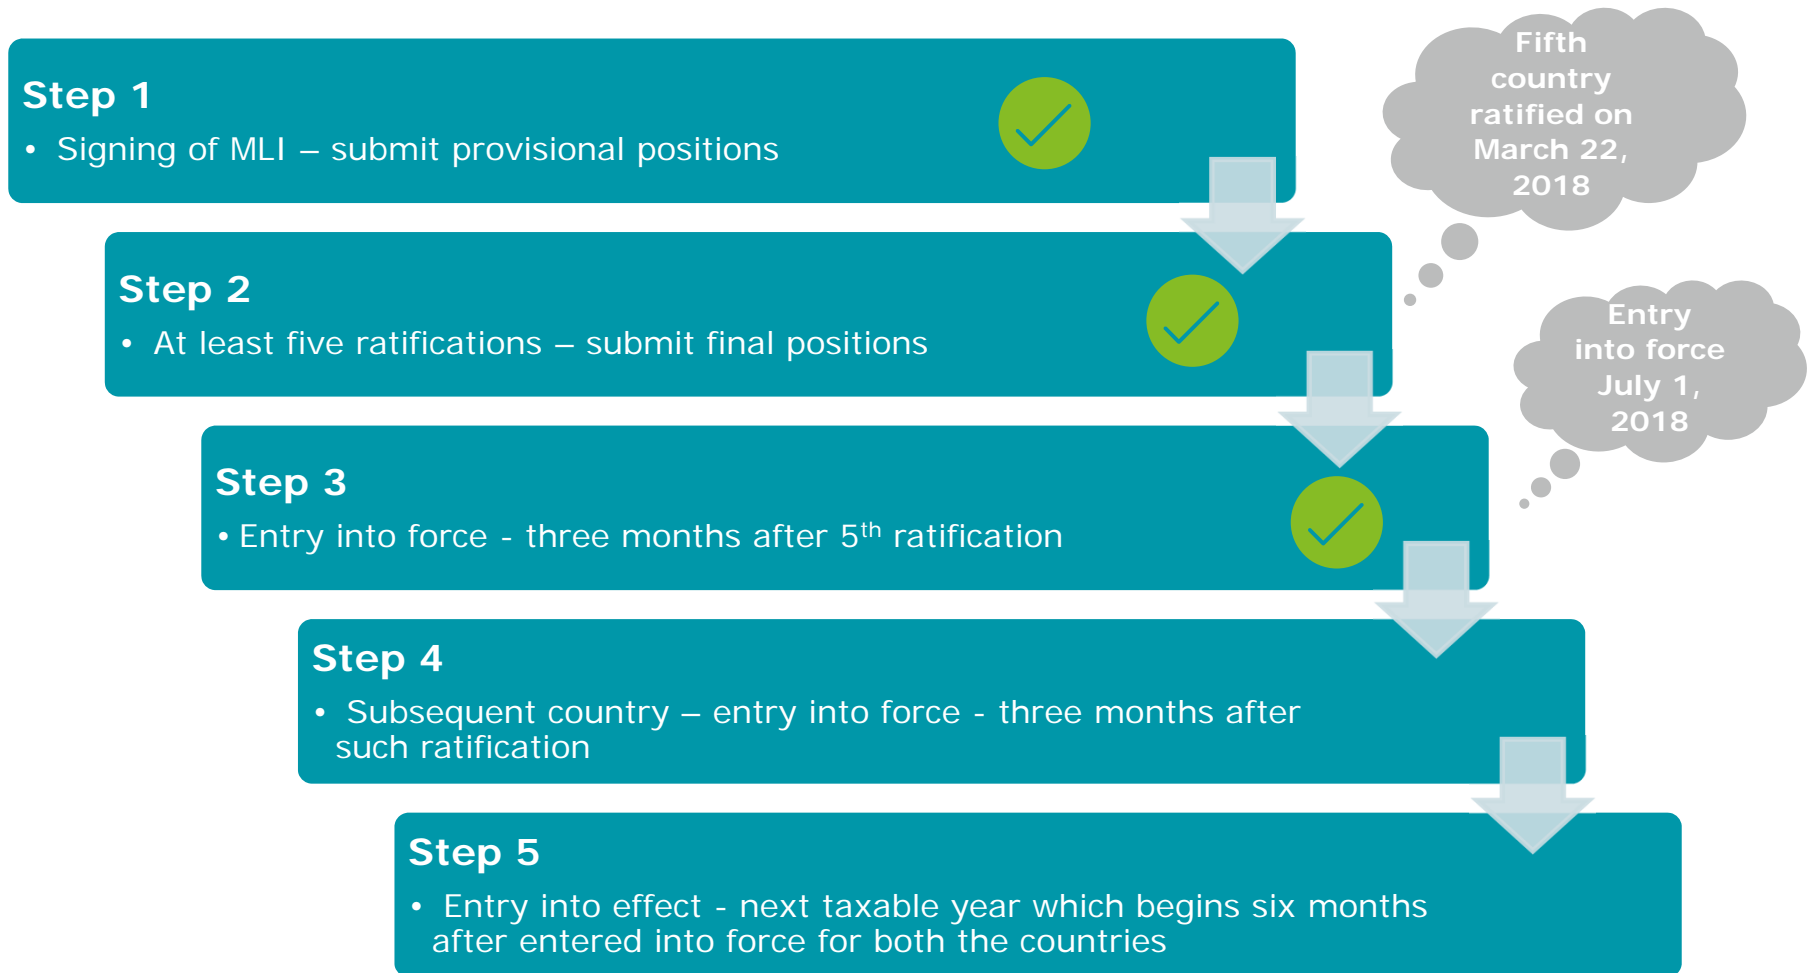 Step 1
• Signing of MLI – submit provisional positions
Fifth
country
ratified on
March 22,
2018
Step 2
• At least five ratifications – submit final positions
Entry
into force
July 1,
2018
Step 3
• Entry into force - three months after 5th ratification
Step 4
• Subsequent country – entry into force - three months after
such ratification
Step 5
• Entry into effect - next taxable year which begins six months
after entered into force for both the countries